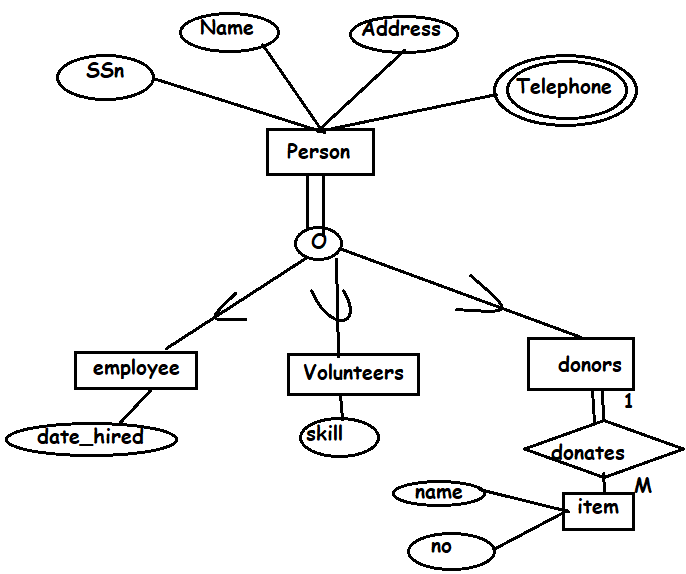 Name
Address
SSn
Telephone
Person
O
employee
Volunteers
donors
1
date_hired
skill
donates
M
name
item
no